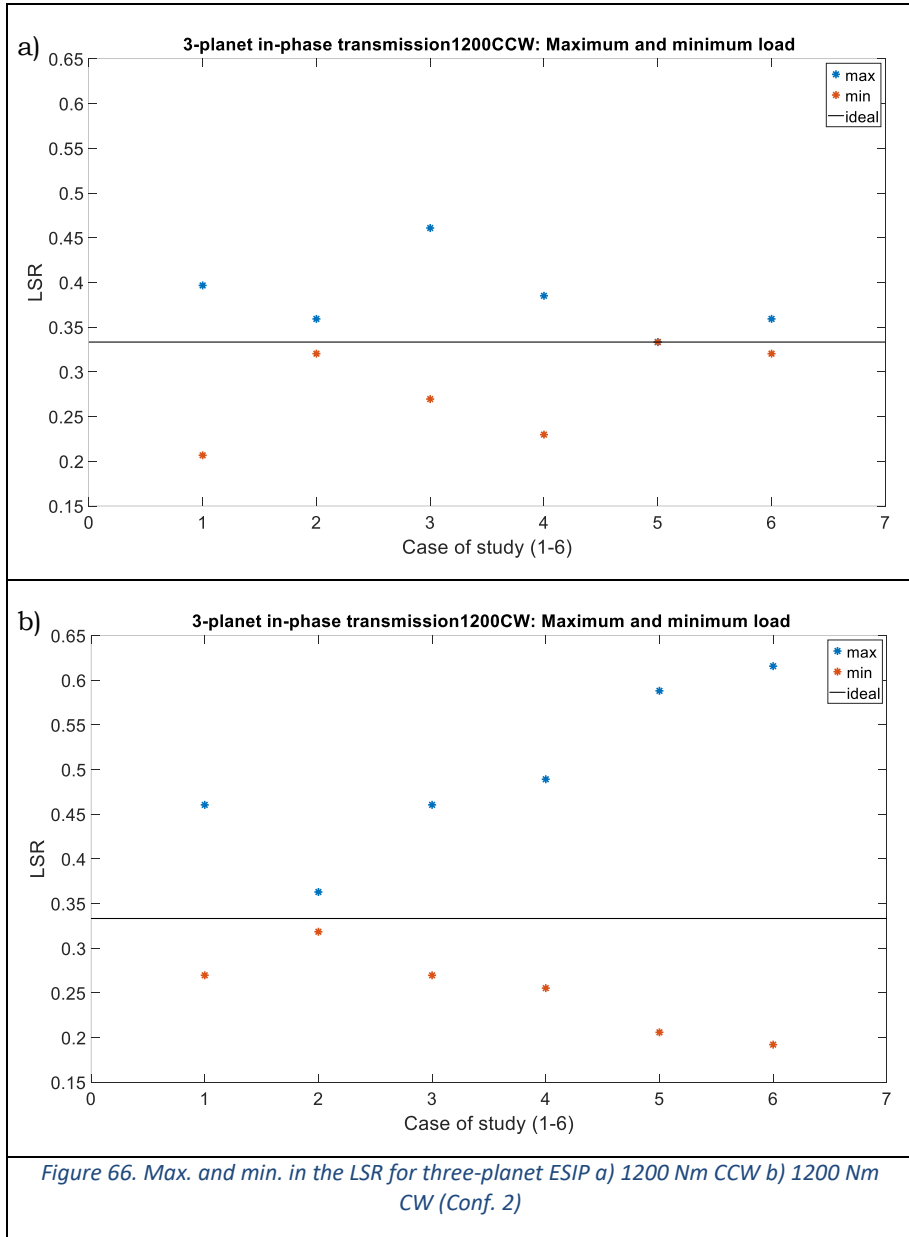 a)
3-planet in-phase transmission1200CCW: Maximum and minimum load
0.65
0.6
0.55
0.5
0.45
0.4
0.35
0.3
0.25
0.2
0.15
LSR
max
min
ideal
0 1 2 3 4 5 6 7
Case of study (1-6)
b)
3-planet in-phase transmission1200CW: Maximum and minimum load
0.65
0.6
0.55
0.5
0.45
0.4
0.35
0.3
0.25
0.2
0.15
LSR
max
min
ideal
0 1 2 3 4 5 6 7
Case of study (1-6)
Figure 66. Max. and min. in the LSR for three-planet ESIP a) 1200 Nm CCW b) 1200 Nm
CW (Conf. 2)